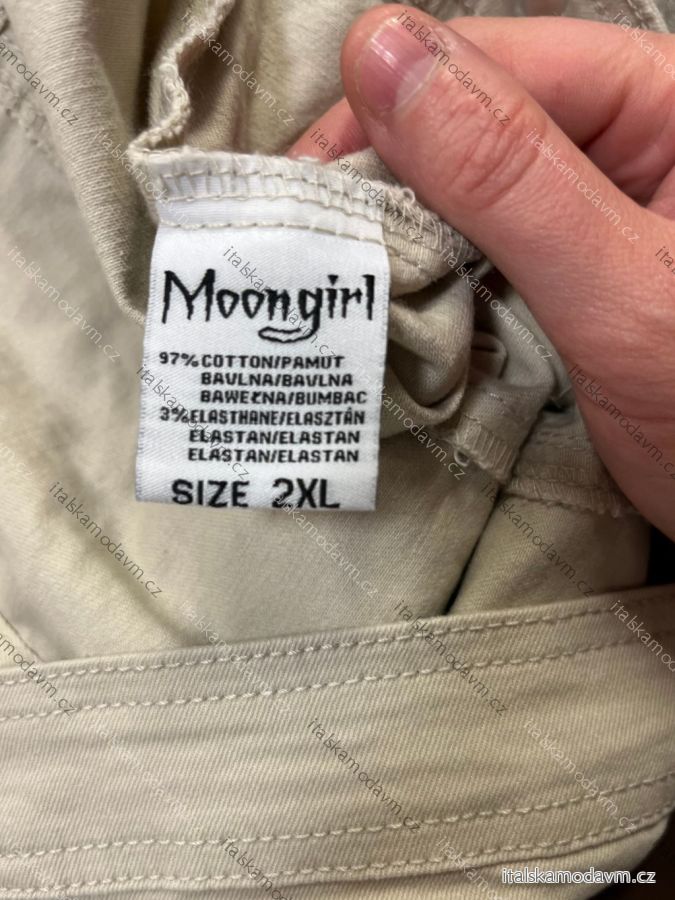 Moongirl
97% COTTON/PAMUT
BAVLNA/BAVLNA
BAWEŁNA/BUMBAC
3% ELASTHANE/ELASZTÁN
ELASTAN/ELASTAN
ELASTAN/ELASTAN
SIZE 2XL
italskamodavm.cz